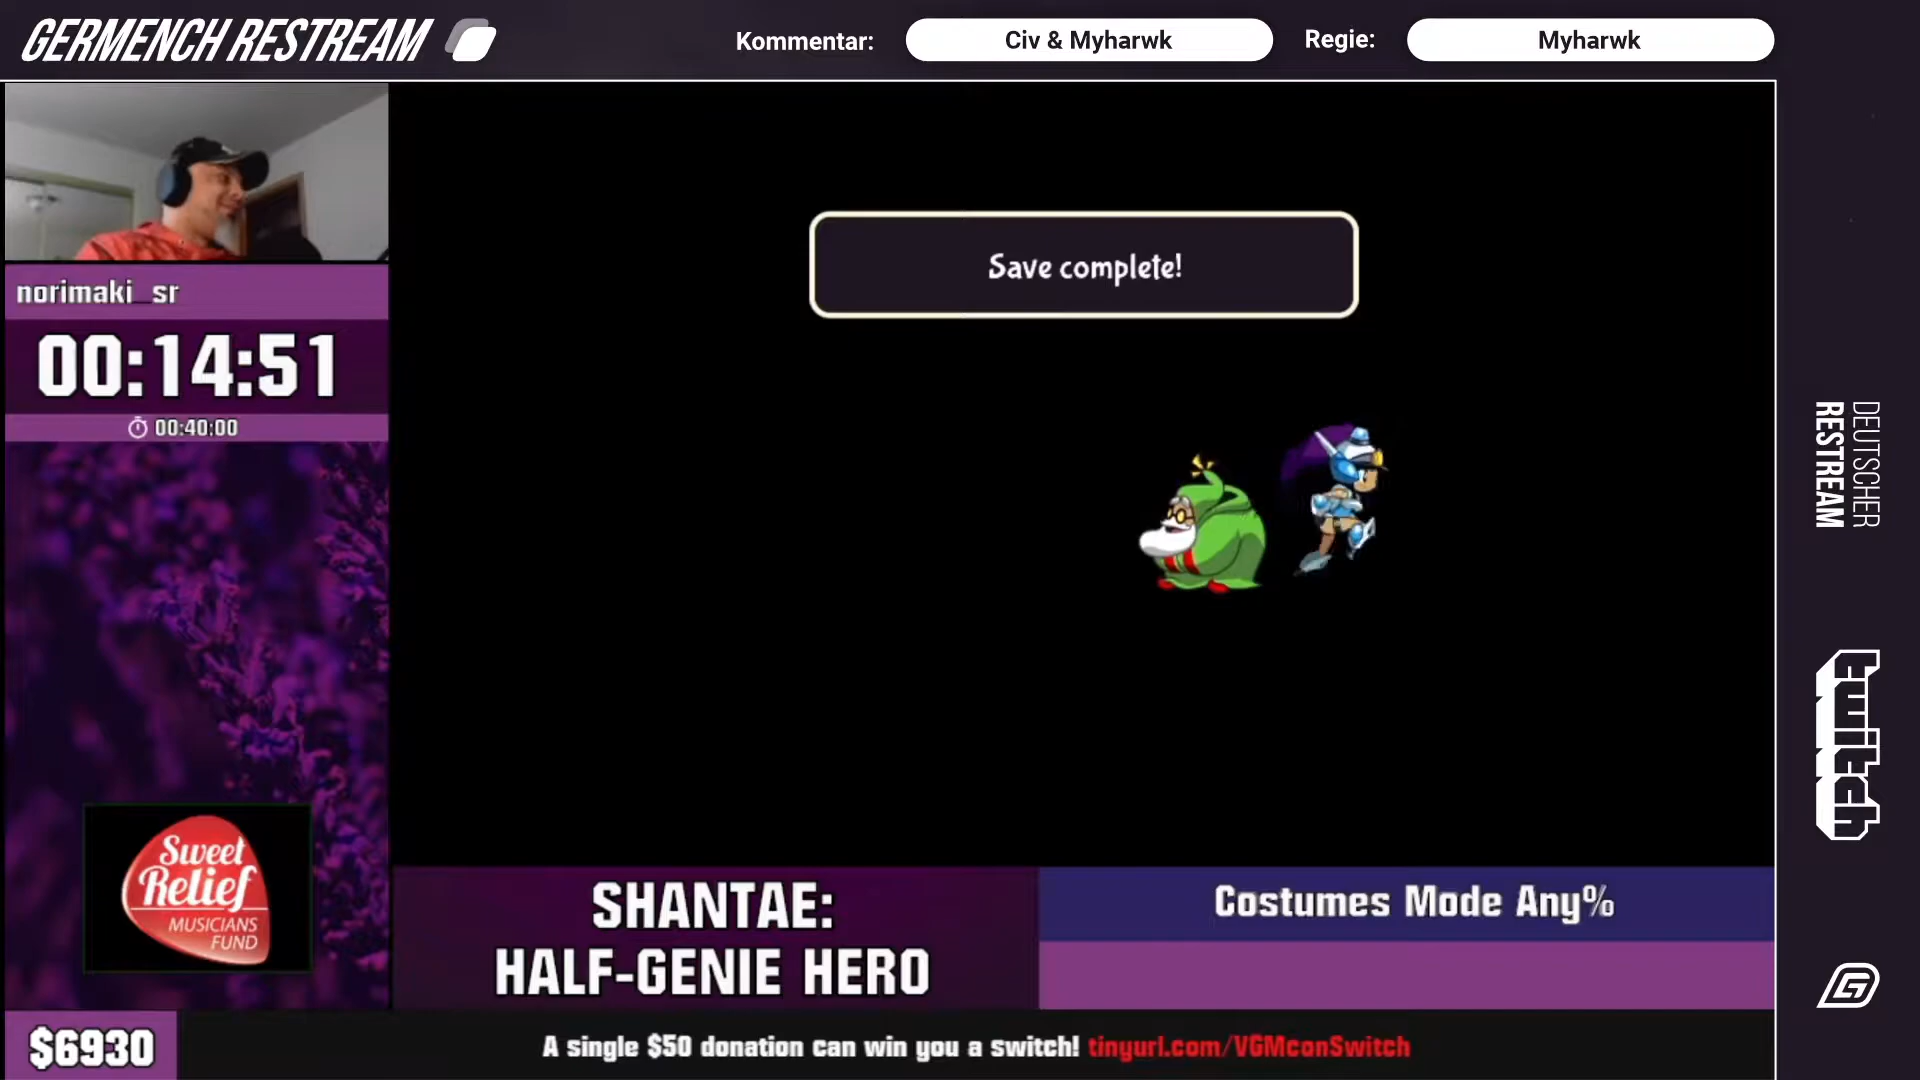 GERMENCH RESTREAM
Kommentar:
Civ & Myharwk
Regie:
Myharwk
norimaki_sr
00:14:51
00:40:00
Save complete!
Sweet
Relief
MUSICIANS
FUND
SHANTAE:
HALF-GENIE HERO
Costumes Mode Any%
$6930
A single $50 donation can win you a switch! tinyurl.com/VGMconSwitch
DEUTSCHER
RESTREAM
twitch
G